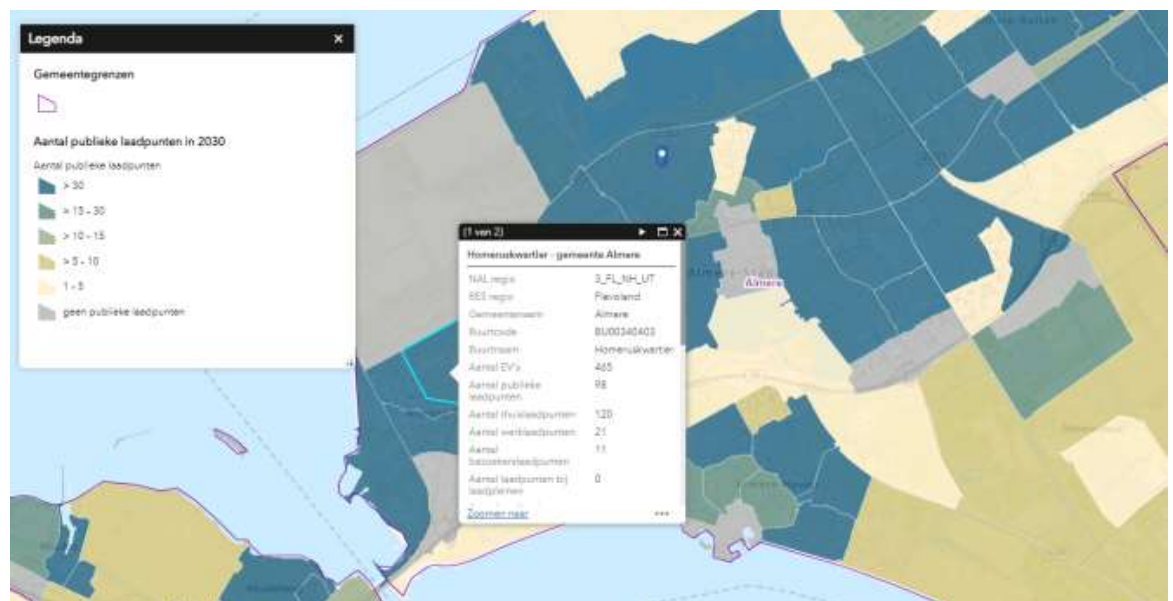 Legenda
Gemeentegrenzen
Aantal publieke laadpunten in 2030
Aantal publieke laadpunten
> 30
> 15 - 30
> 10 - 15
> 5 - 10
1 - 5
geen publieke laadpunten
(1 van 2)
Homeruskwartier - gemeente Almere
NAL regio 3_FL_NH_UT
RES regio Flevoland
Gemeentenaam Almere
Buurtcode BU00340403
Buurtnaam Homeruskwartier
Aantal EV's 465
Aantal publieke 98
laadpunten
Aantal thuislaadpunten 120
Aantal werklaadpunten 21
Aantal 11
bezoekerslaadpunten
Aantal laadpunten bij 0
laadpleinen
Zoomen naar
Almere